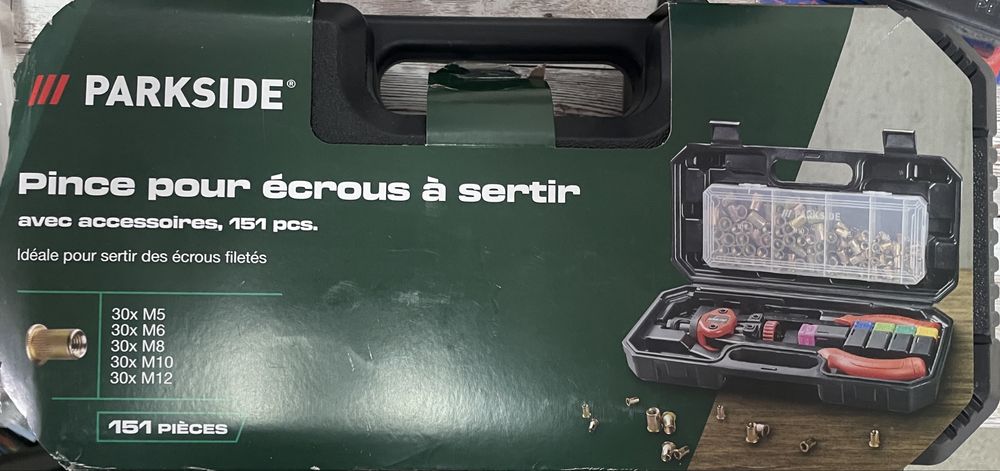 PARKSIDE®
Pince pour écrous à sertir
avec accessoires, 151 pcs.
Idéale pour sertir des écrous filetés
30x M5
30x M6
30x M8
30x M10
30x M12
151 PIÈCES
PARKSIDE